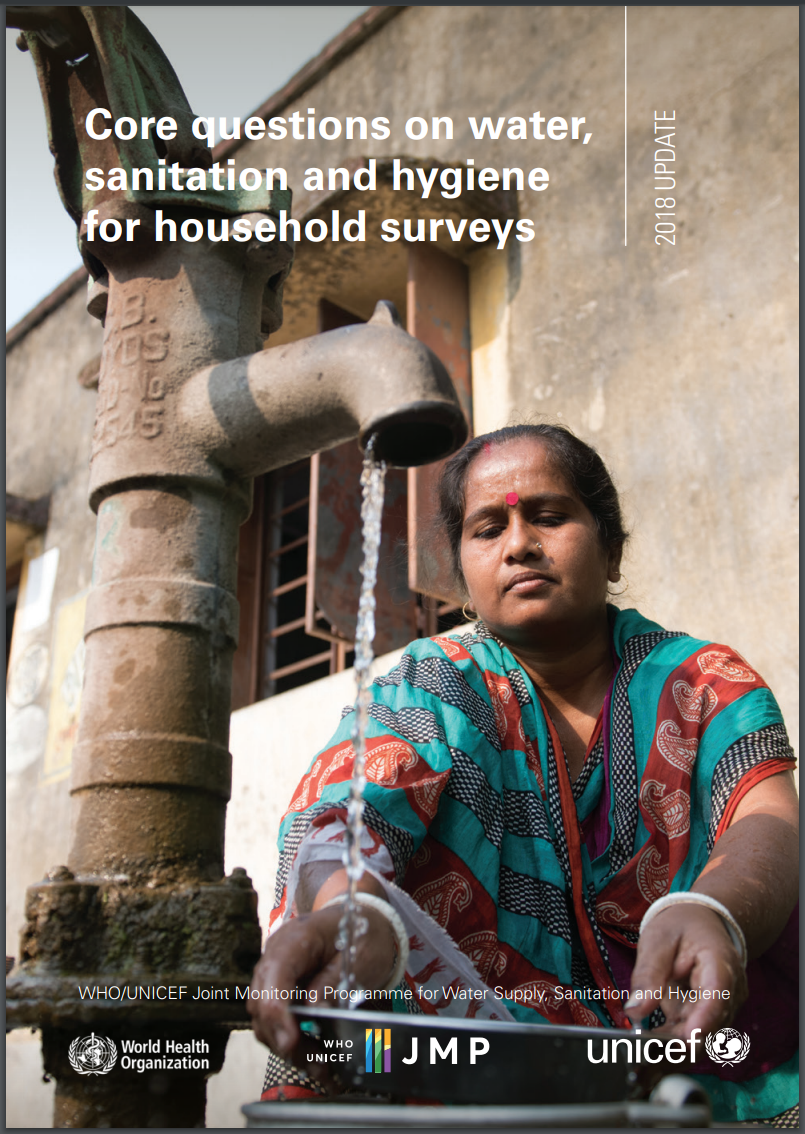 Core questions on water,
sanitation and hygiene
for household surveys
2018 UPDATE
WHO/UNICEF Joint Monitoring Programme for Water Supply, Sanitation and Hygiene
World Health
Organization
WHO
UNICEF
JMP
unicef